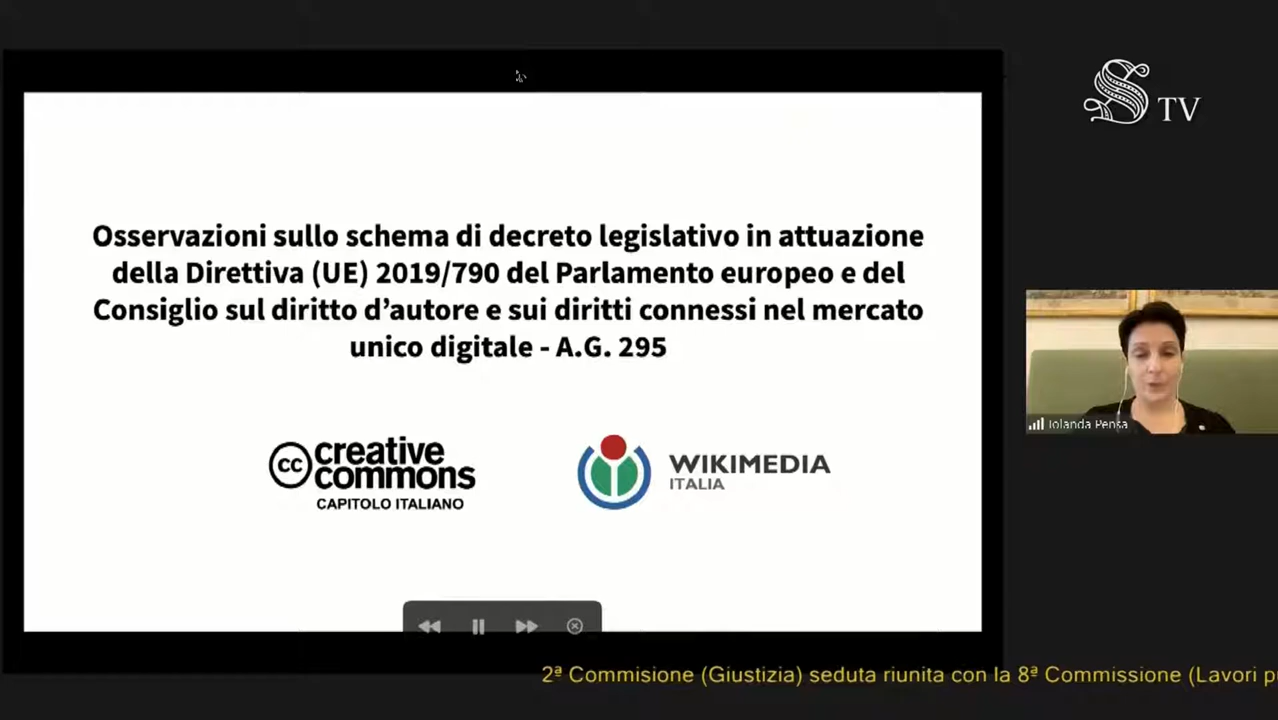 S TV
Osservazioni sullo schema di decreto legislativo in attuazione
della Direttiva (UE) 2019/790 del Parlamento europeo e del
Consiglio sul diritto d'autore e sui diritti connessi nel mercato
unico digitale - A.G. 295
cc creative
commons
CAPITOLO ITALIANO
WIKIMEDIA
ITALIA
Iolanda Pensa
2ª Commisione (Giustizia) seduta riunita con la 8ª Commissione (Lavori